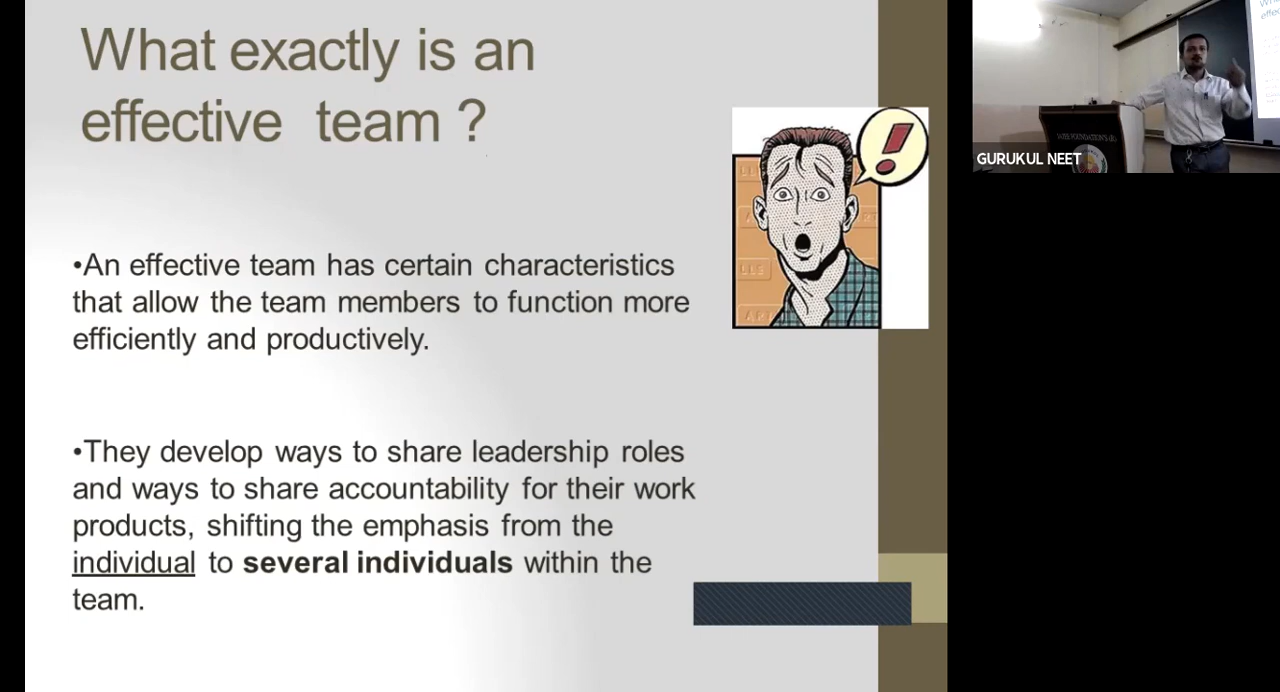 What exactly is an
effective team ?
•An effective team has certain characteristics
that allow the team members to function more
efficiently and productively.
•They develop ways to share leadership roles
and ways to share accountability for their work
products, shifting the emphasis from the
individual to several individuals within the
team.
!
GURUKUL NEET